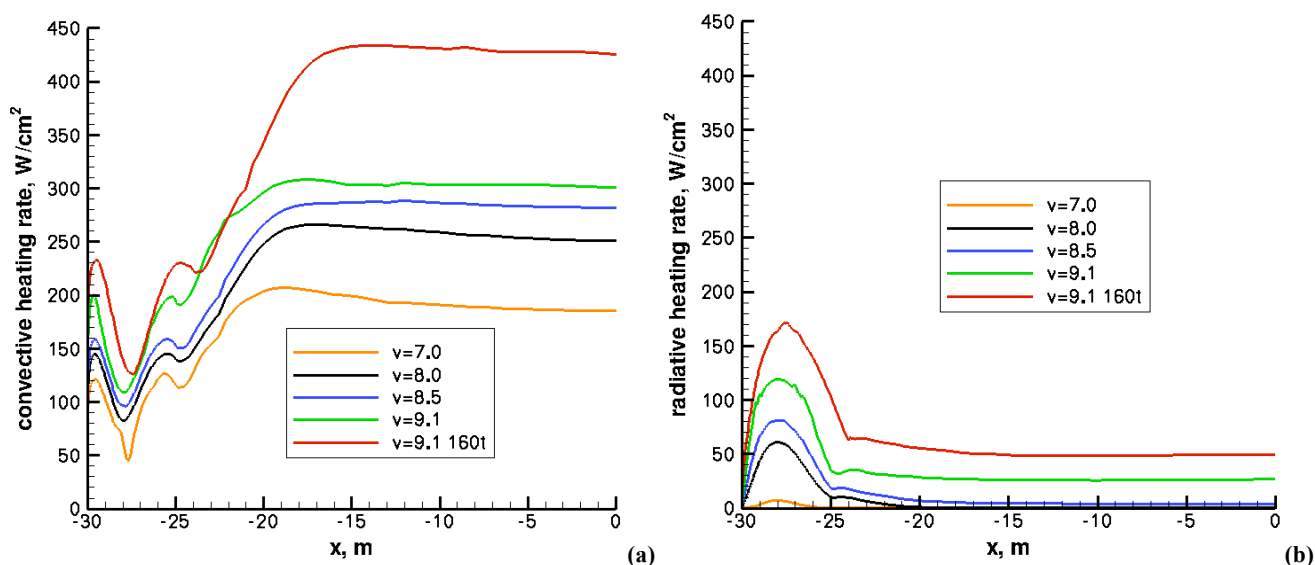 convective heating rate, W/cm²
450
400
350
300
250
200
150
100
50
0
-30
-25
-20
-15
-10
-5
0
x, m
v=7.0
v=8.0
v=8.5
v=9.1
v=9.1 160t
(a)
radiative heating rate, W/cm²
450
400
350
300
250
200
150
100
50
0
-30
-25
-20
-15
-10
-5
0
x, m
v=7.0
v=8.0
v=8.5
v=9.1
v=9.1 160t
(b)